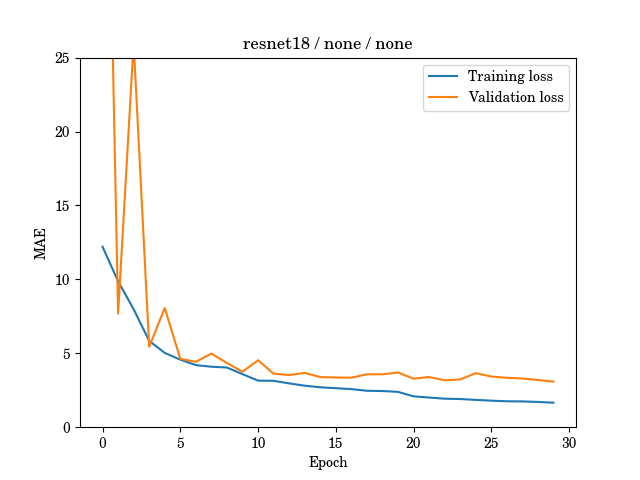 resnet18 / none / none
25
20
15
10
5
0
MAE
Training loss
Validation loss
0 5 10 15 20 25 30
Epoch